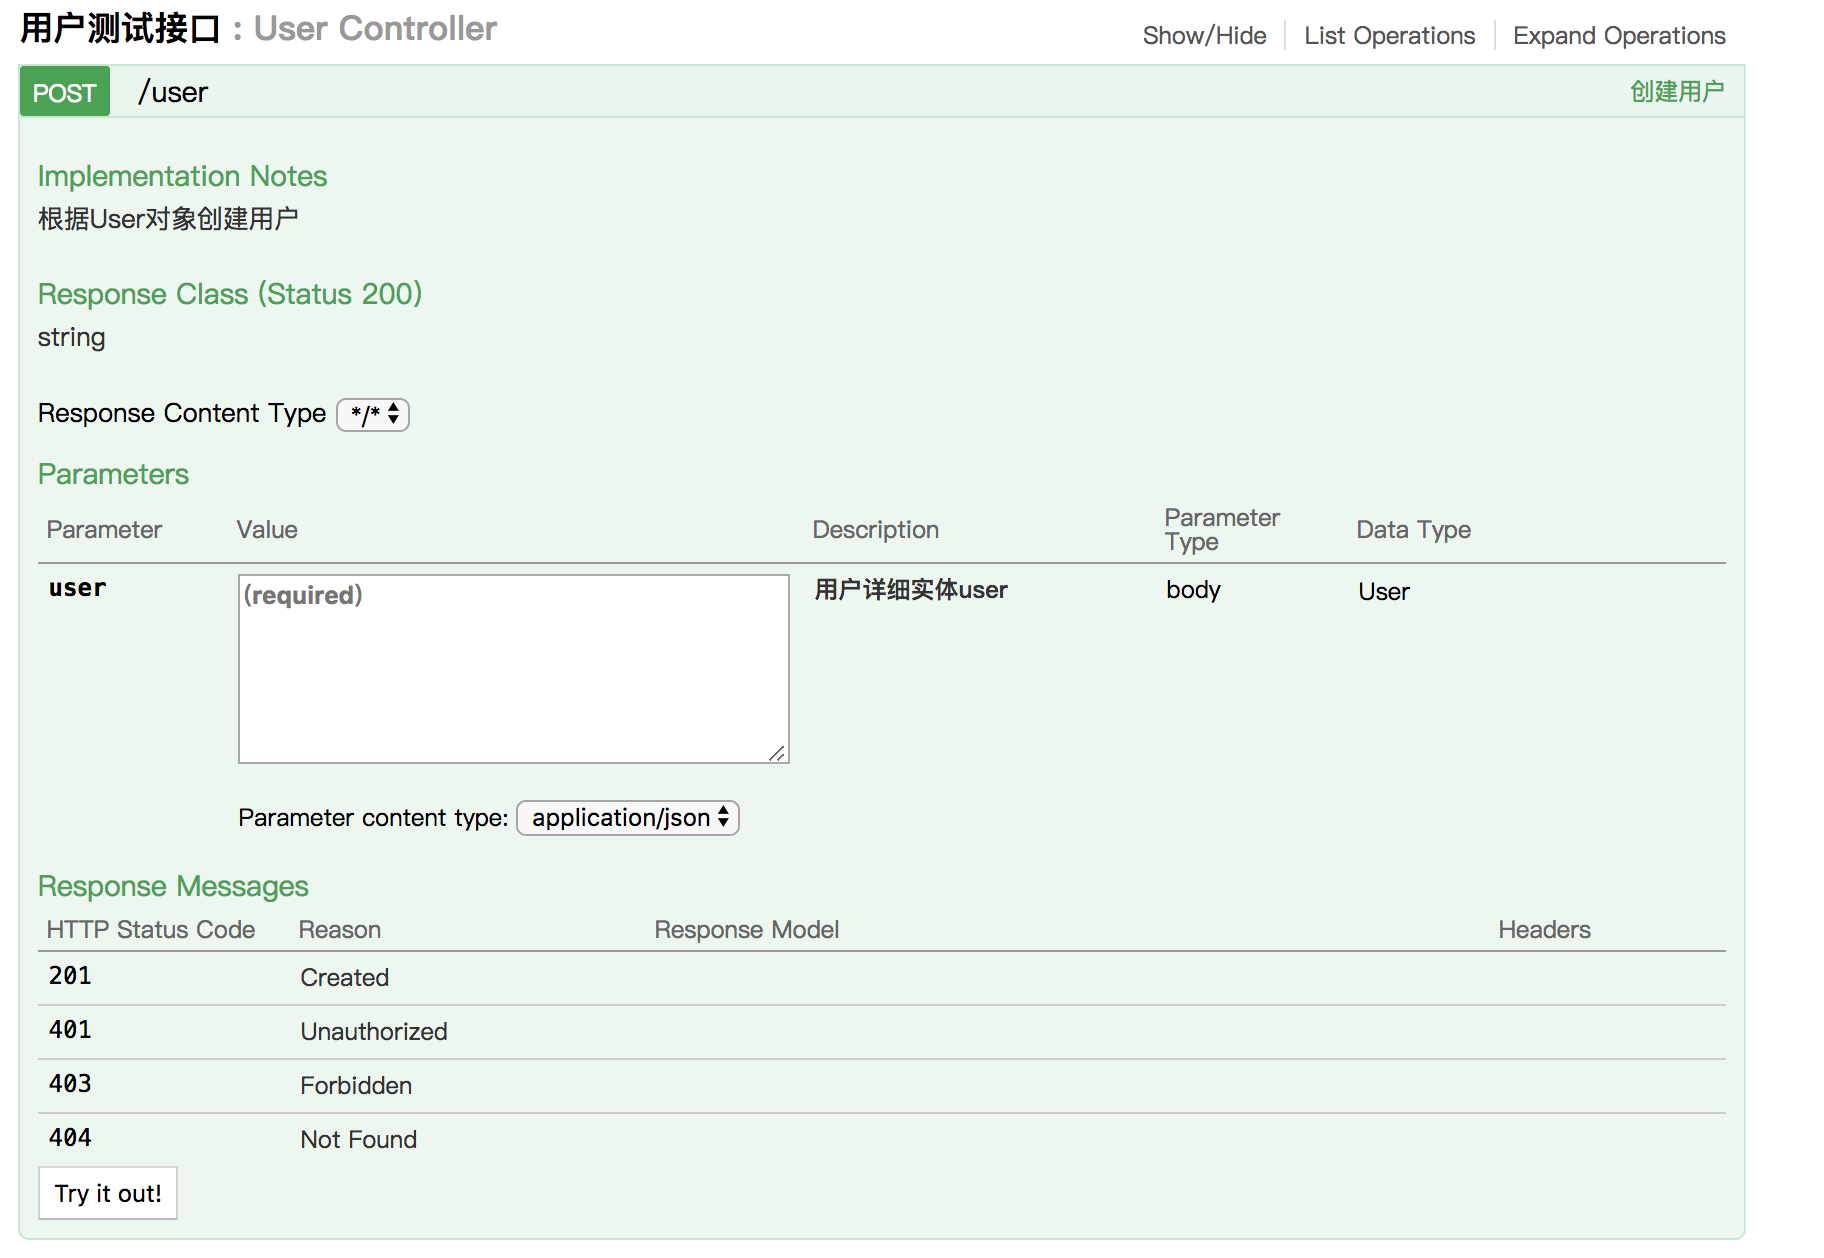 用户测试接口 : User Controller
Show/Hide List Operations Expand Operations
POST /user 创建用户
Implementation Notes
根据User对象创建用户
Response Class (Status 200)
string
Response Content Type */*
Parameters
Parameter Value Description Parameter Type Data Type
user (required) 用户详细实体user body User
Parameter content type: application/json
Response Messages
HTTP Status Code Reason Response Model Headers
201 Created
401 Unauthorized
403 Forbidden
404 Not Found
Try it out!